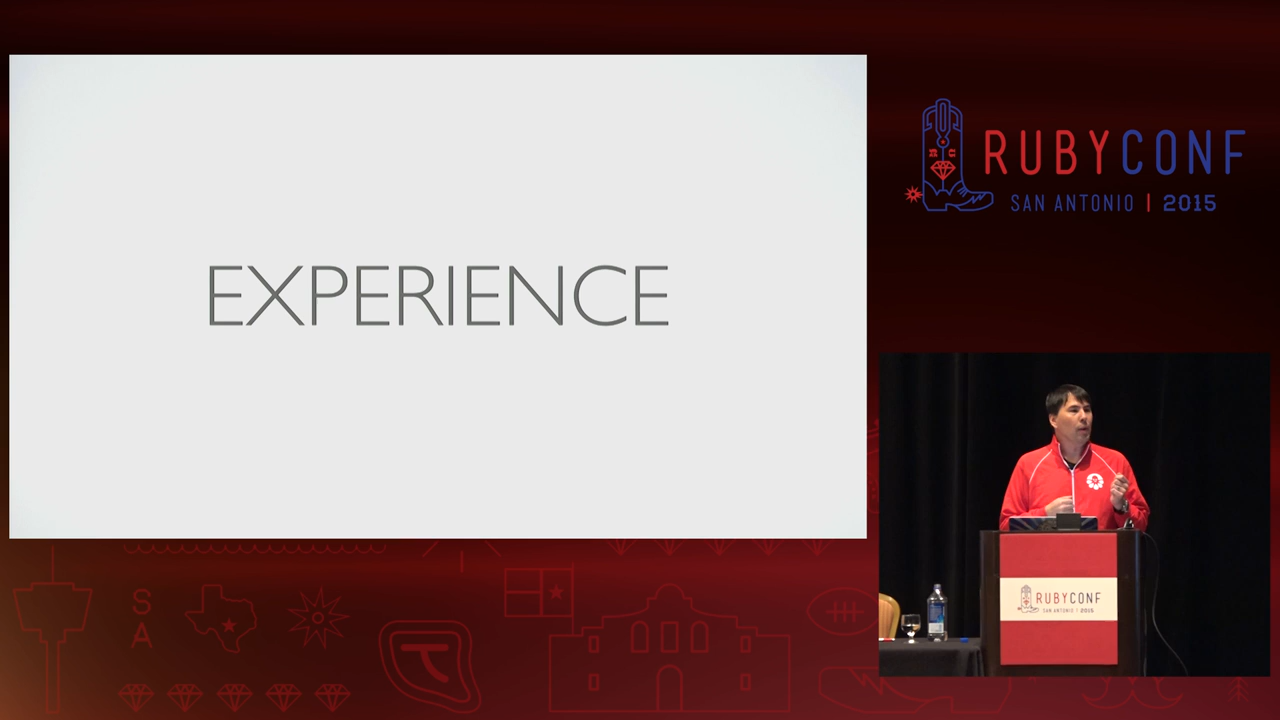 EXPERIENCE
RUBYCONF
SAN ANTONIO | 2015
RUBYCONF
SAN ANTONIO | 2015
S
A